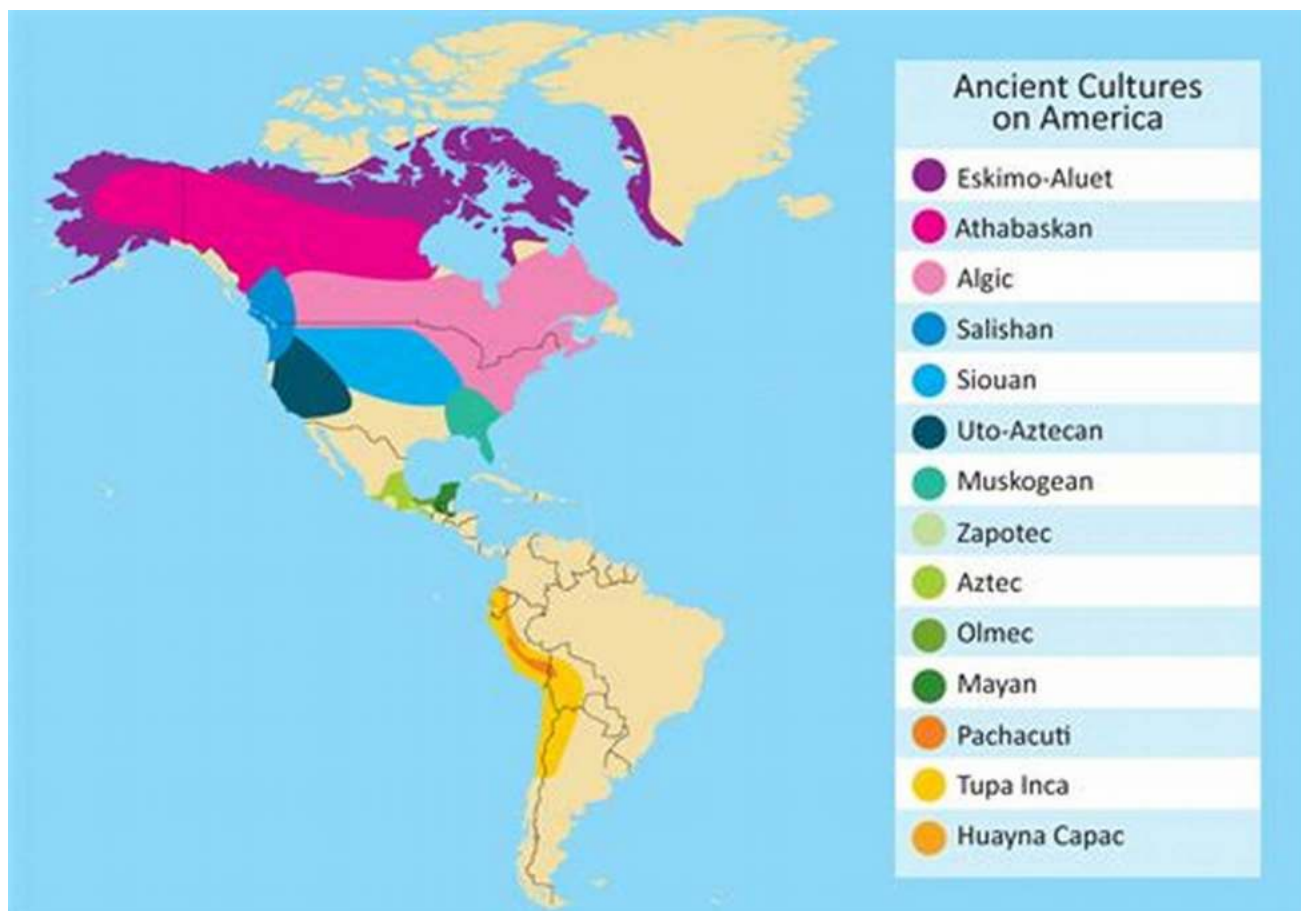 Ancient Cultures
on America
Eskimo-Aluet
Athabaskan
Algic
Salishan
Siouan
Uto-Aztecan
Muskogean
Zapotec
Aztec
Olmec
Mayan
Pachacuti
Tupa Inca
Huayna Capac